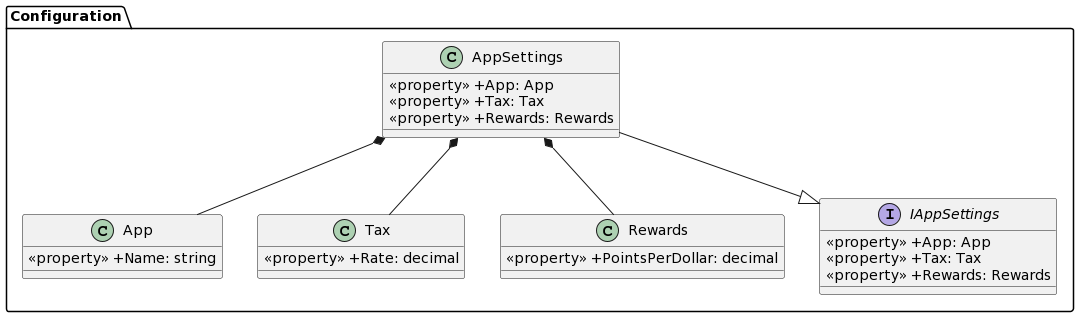 Configuration
C AppSettings
«property» +App: App
«property» +Tax: Tax
«property» +Rewards: Rewards
C App
«property» +Name: string
C Tax
«property» +Rate: decimal
C Rewards
«property» +PointsPerDollar: decimal
I IAppSettings
«property» +App: App
«property» +Tax: Tax
«property» +Rewards: Rewards